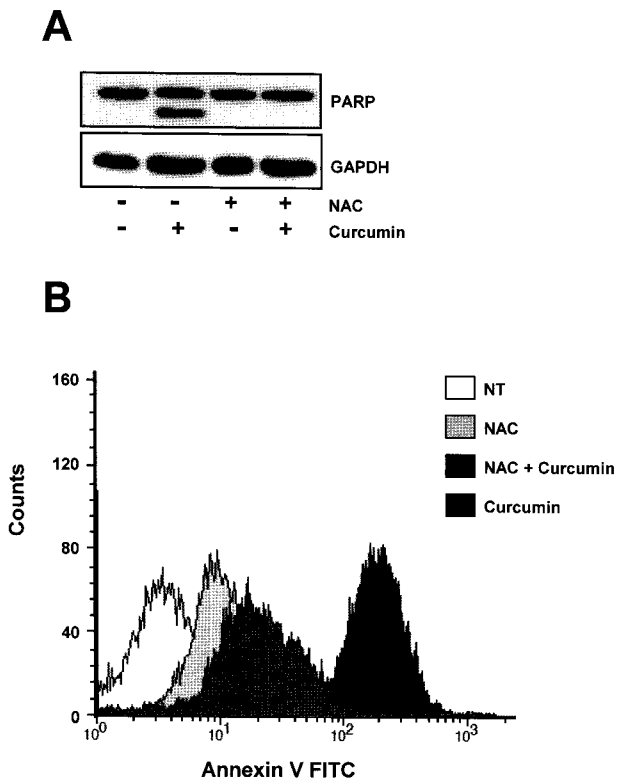 A
PARP
GAPDH
- - + + NAC
- + - + Curcumin
B
160
120
80
40
0
Counts
NT
NAC
NAC + Curcumin
Curcumin
10⁰ 10¹ 10² 10³
Annexin V FITC